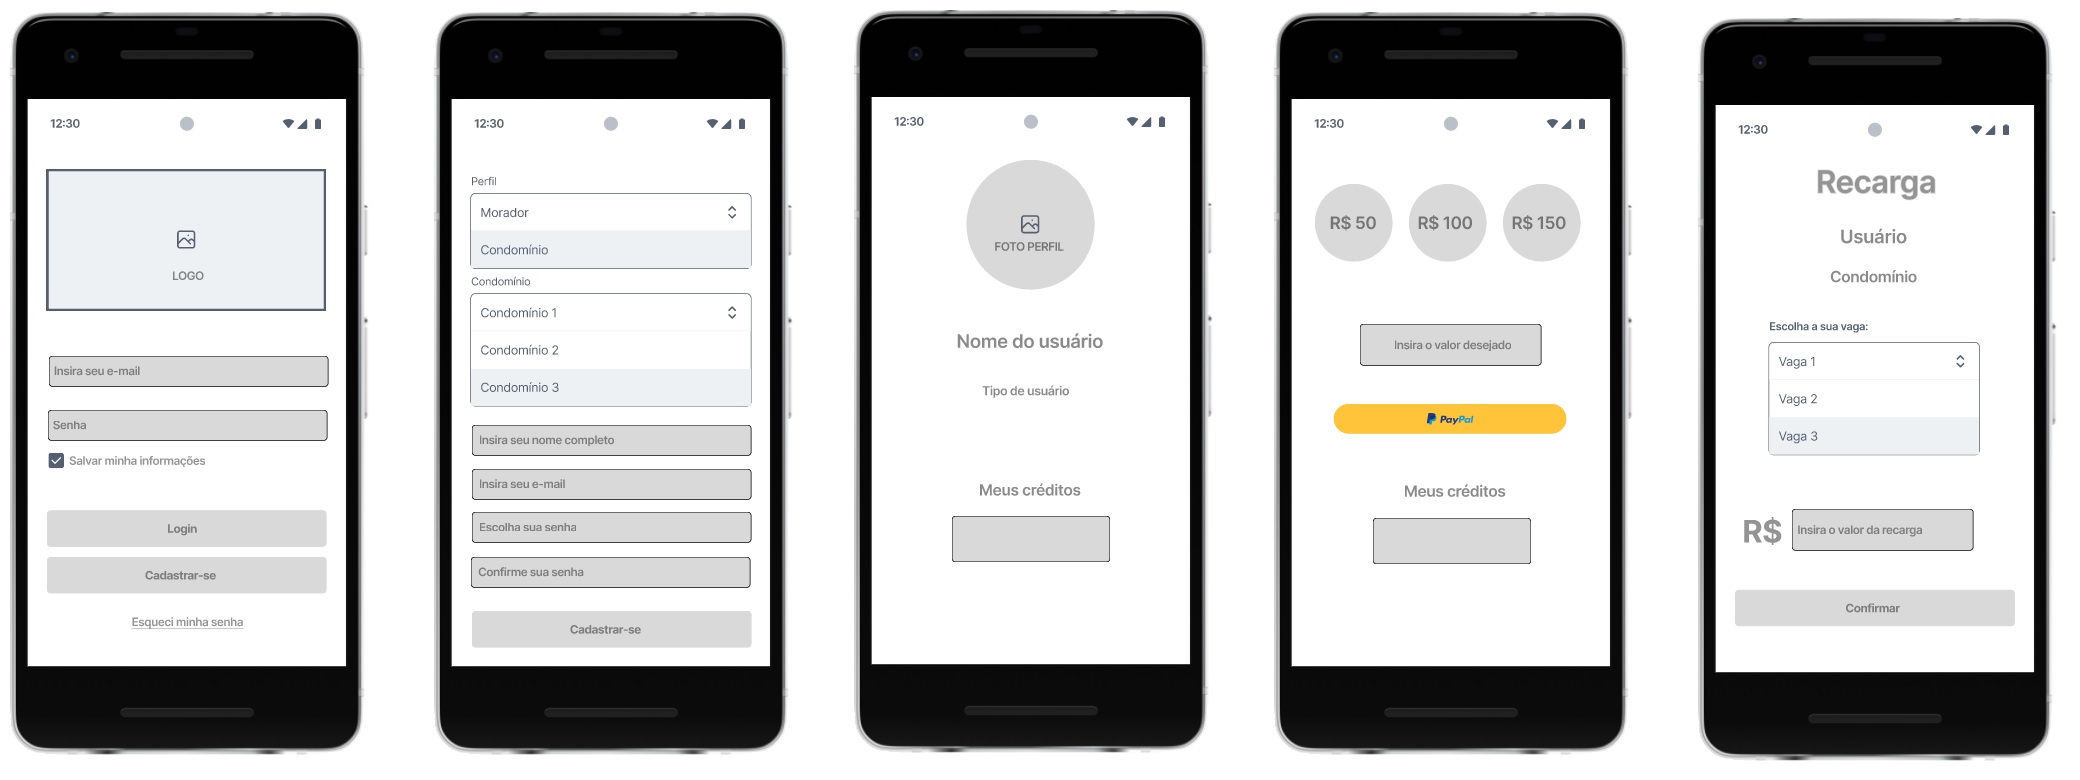 12:30
LOGO
Insira seu e-mail
Senha
Salvar minha informações
Login
Cadastrar-se
Esqueci minha senha
12:30
Perfil
Morador
Condomínio
Condomínio
Condomínio 1
Condomínio 2
Condomínio 3
Insira seu nome completo
Insira seu e-mail
Escolha sua senha
Confirme sua senha
Cadastrar-se
12:30
FOTO PERFIL
Nome do usuário
Tipo de usuário
Meus créditos
12:30
R$ 50 R$ 100 R$ 150
Insira o valor desejado
PayPal
Meus créditos
12:30
Recarga
Usuário
Condomínio
Escolha a sua vaga:
Vaga 1
Vaga 2
Vaga 3
R$ Insira o valor da recarga
Confirmar